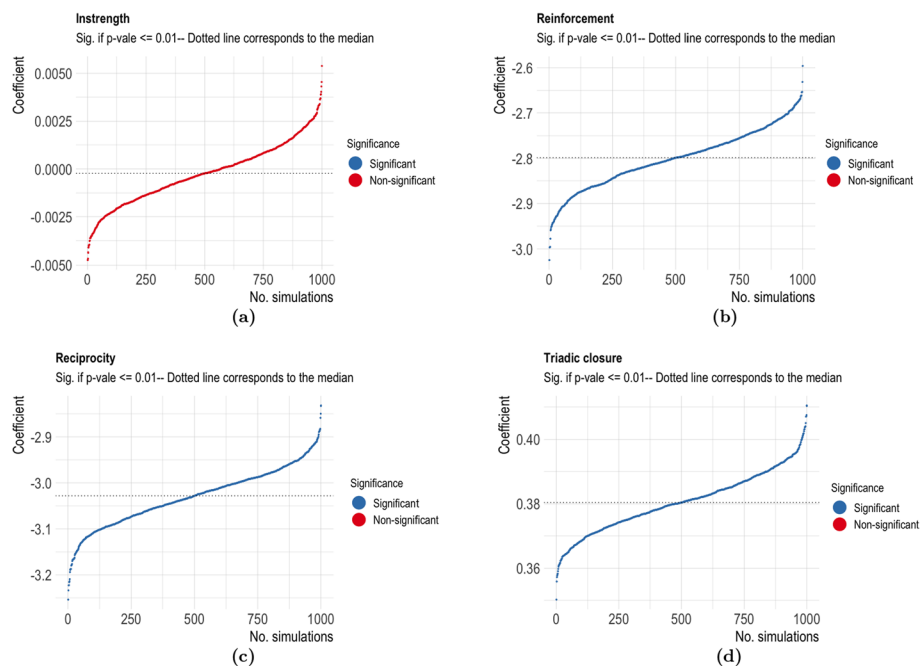 Instrength
Sig. if p-vale <= 0.01-- Dotted line corresponds to the median
Coefficient
0.0050
0.0025
0.0000
-0.0025
-0.0050
0
250
500
750
1000
No. simulations
Significance
Significant
Non-significant
(a)
Reinforcement
Sig. if p-vale <= 0.01-- Dotted line corresponds to the median
Coefficient
-2.6
-2.7
-2.8
-2.9
-3.0
0
250
500
750
1000
No. simulations
Significance
Significant
Non-significant
(b)
Reciprocity
Sig. if p-vale <= 0.01-- Dotted line corresponds to the median
Coefficient
-2.9
-3.0
-3.1
-3.2
0
250
500
750
1000
No. simulations
Significance
Significant
Non-significant
(c)
Triadic closure
Sig. if p-vale <= 0.01-- Dotted line corresponds to the median
Coefficient
0.40
0.38
0.36
0
250
500
750
1000
No. simulations
Significance
Significant
Non-significant
(d)